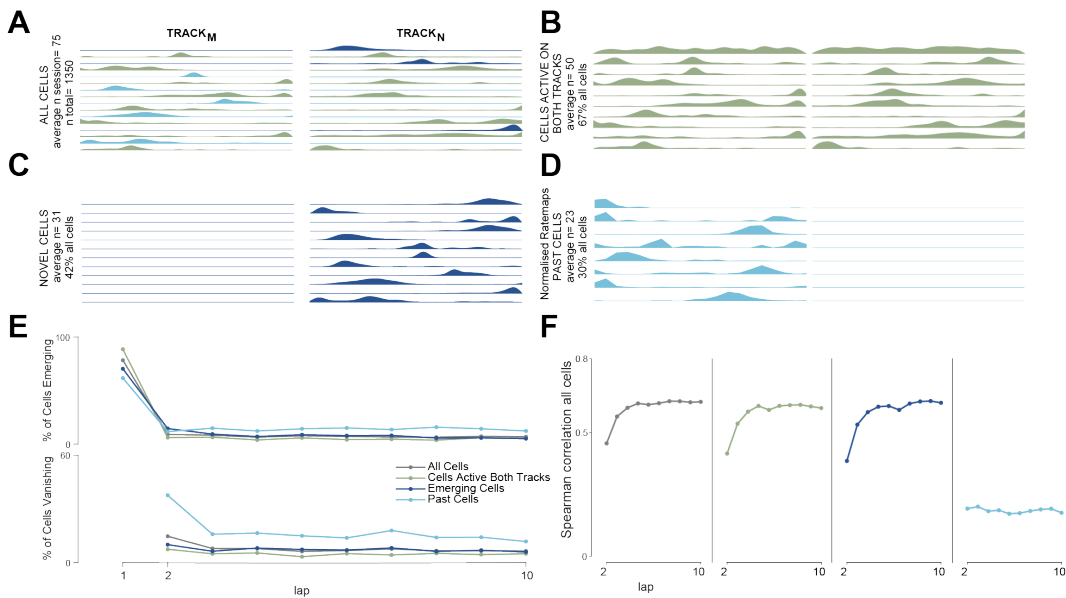 A
TRACK M
TRACK N
ALL CELLS
average n session= 75
n total= 1350
B
CELLS ACTIVE ON
BOTH TRACKS
average n= 50
67% all cells
C
NOVEL CELLS
average n= 31
42% all cells
D
Normalised Ratemaps
PAST CELLS
average n= 23
30% all cells
E
% of Cells Emerging
100
0
% of Cells Vanishing
60
0
All Cells
Cells Active Both Tracks
Emerging Cells
Past Cells
1
2
10
lap
F
Spearman correlation all cells
0.8
0.5
0
2
10
2
10
2
10
2
10
lap